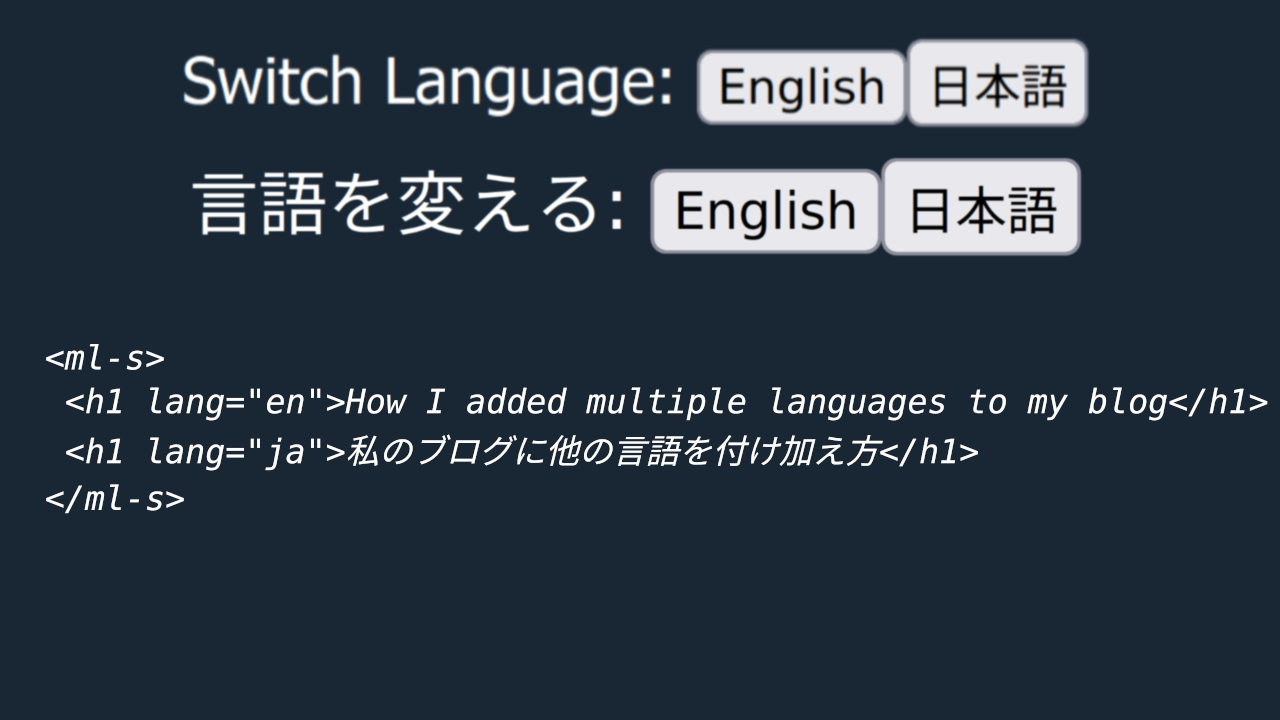 Switch Language: English 日本語
言語を変える: English 日本語
<ml-s>
<h1 lang="en">How I added multiple languages to my blog</h1>
<h1 lang="ja">私のブログに他の言語を付け加え方</h1>
</ml-s>